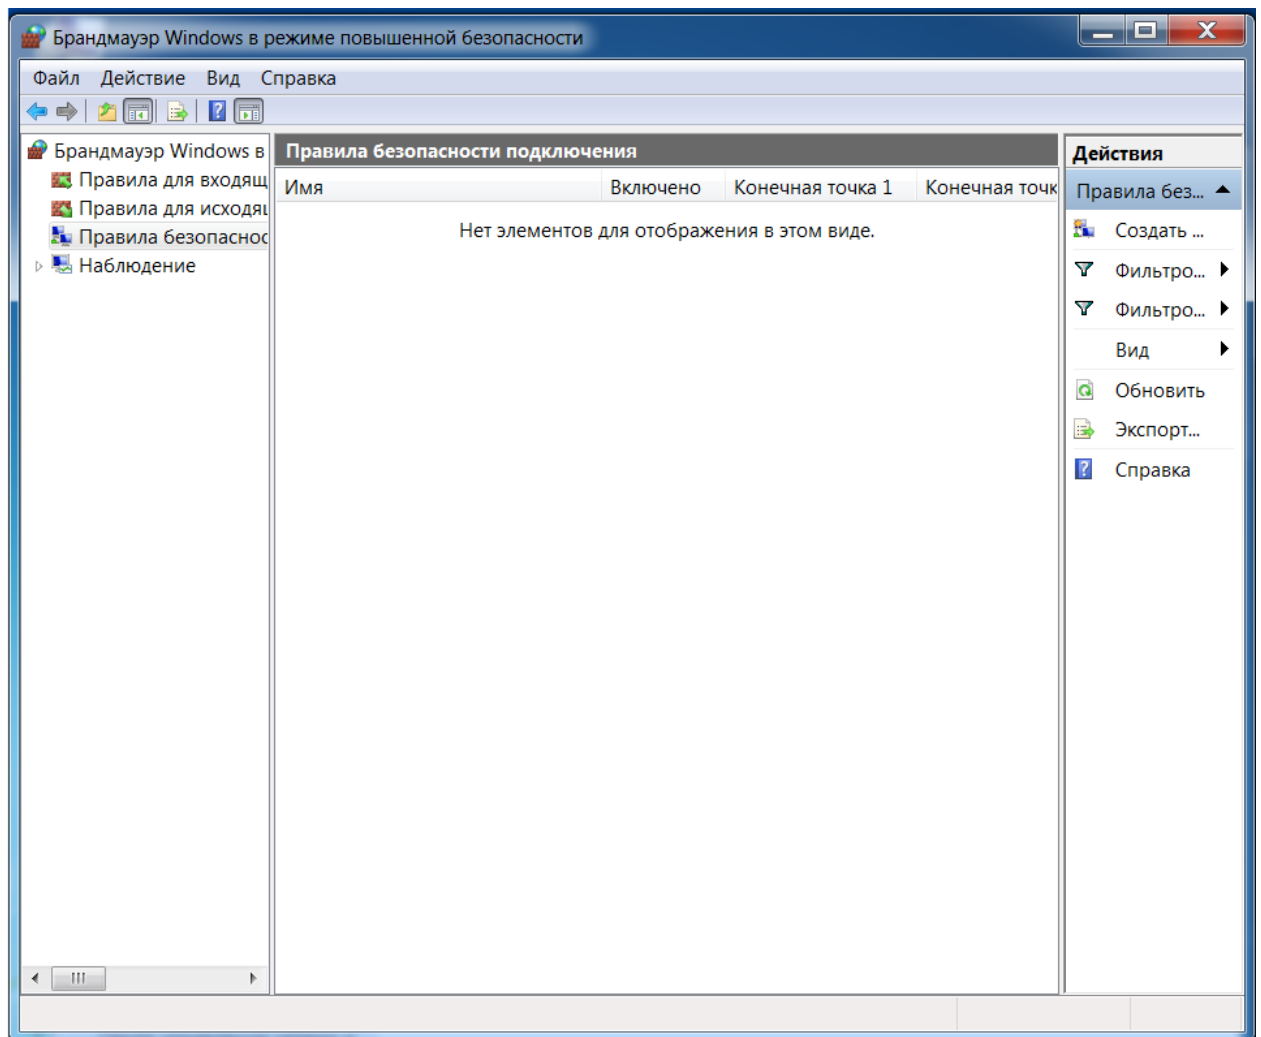 Брандмауэр Windows в режиме повышенной безопасности
Файл Действие Вид Справка
Брандмауэр Windows в
Правила для входящ
Правила для исходящ
Правила безопаснос
Наблюдение
Правила безопасности подключения
Имя Включено Конечная точка 1 Конечная точк
Нет элементов для отображения в этом виде.
Действия
Правила без...
Создать ...
Фильтро...
Фильтро...
Вид
Обновить
Экспорт...
Справка